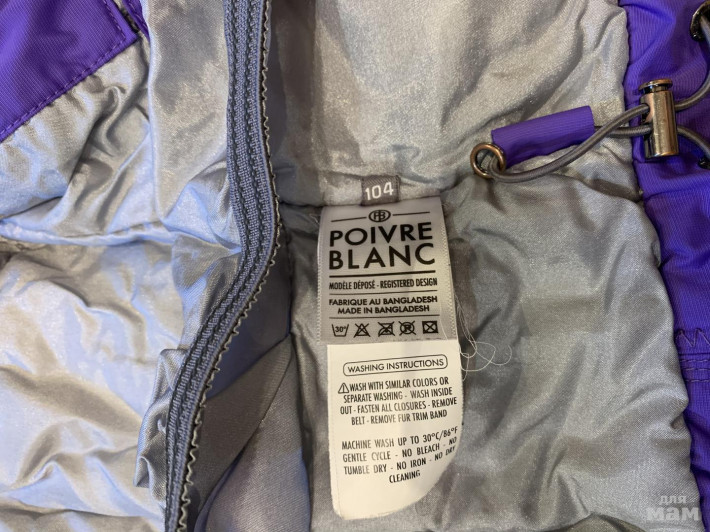 104
POIVRE
BLANC
MODÈLE DÉPOSÉ - REGISTERED DESIGN
FABRIQUE AU BANGLADESH
MADE IN BANGLADESH
30°
WASHING INSTRUCTIONS
WASH WITH SIMILAR COLORS OR
SEPARATE WASHING - WASH INSIDE
OUT - FASTEN ALL CLOSURES - REMOVE
BELT - REMOVE FUR TRIM BAND
MACHINE WASH UP TO 30°C/86°F
GENTLE CYCLE - NO BLEACH - NO
TUMBLE DRY - NO IRON - NO DRY
CLEANING
для
мам